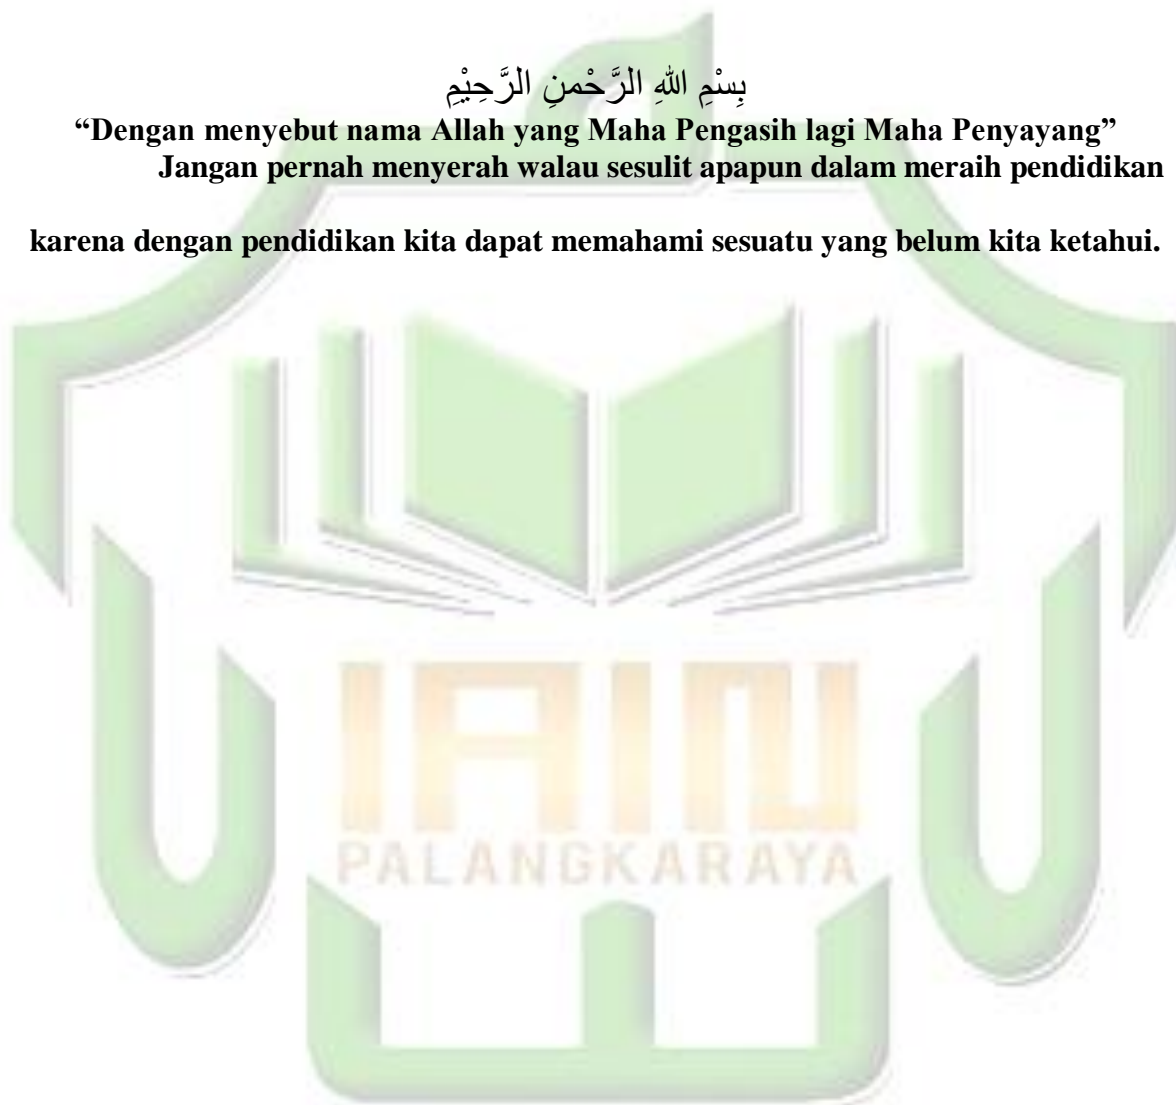 بِسْمِ اللهِ الرَّحْمنِ الرَّحِيْمِ
“Dengan menyebut nama Allah yang Maha Pengasih lagi Maha Penyayang”
Jangan pernah menyerah walau sesulit apapun dalam meraih pendidikan
karena dengan pendidikan kita dapat memahami sesuatu yang belum kita ketahui.
IAIN
PALANGKARAYA